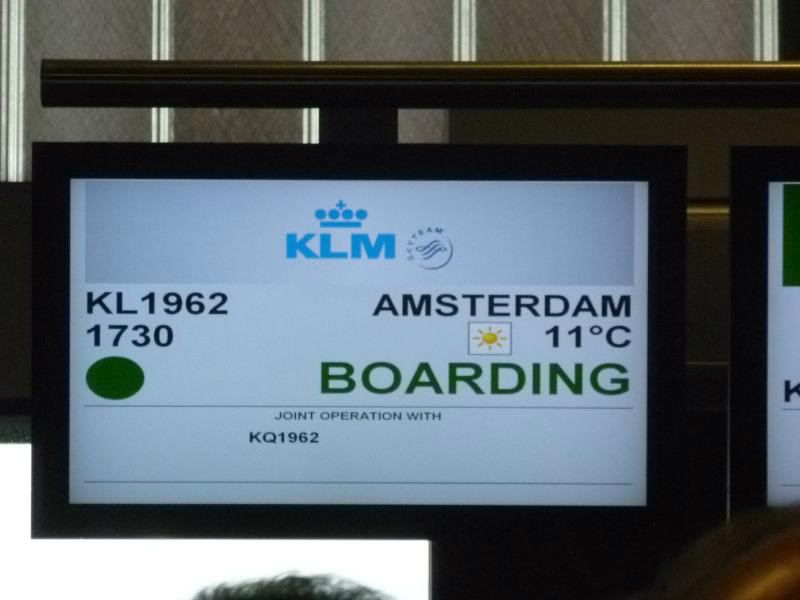 KLM SKYTEAM
KL1962 AMSTERDAM
1730 11°C
BOARDING
JOINT OPERATION WITH
KQ1962
K